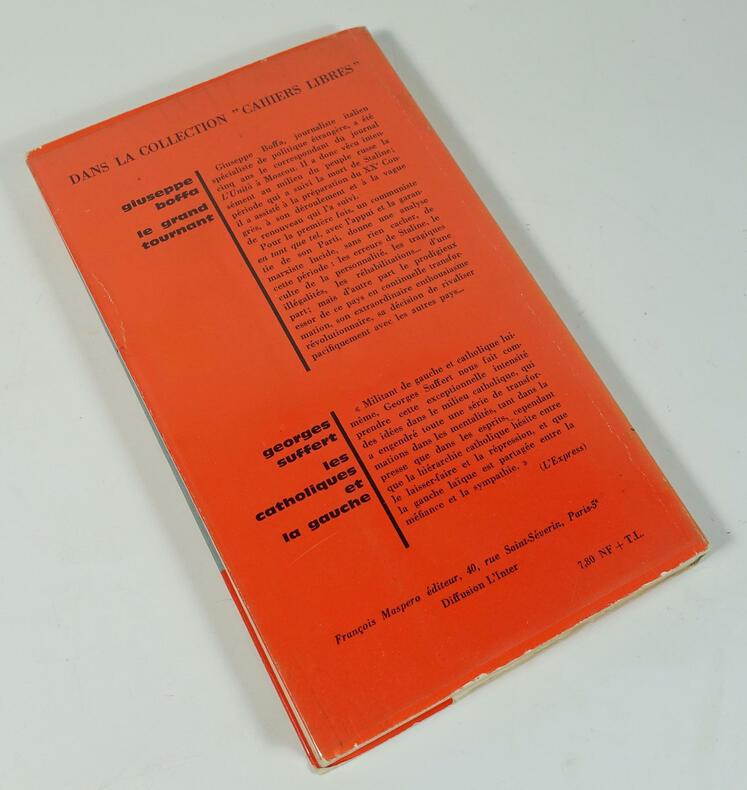 DANS LA COLLECTION " CAHIERS LIBRES "
giuseppe
boffa
le grand
tournant
Giuseppe Boffa, journaliste italien
spécialiste de politique étrangère, a été
cinq ans le correspondant du journal
L'Unità à Moscou. Il a donc vécu inten-
sément au milieu du peuple russe la
période qui a suivi la mort de Staline;
il a assisté à la préparation du XXe Con-
grès, à son déroulement et à la vague
de renouveau qui l'a suivi.
Pour la première fois, un communiste
en tant que tel, avec l'appui et la garan-
tie de son Parti, donne une analyse
marxiste lucide, sans rien cacher, de
cette période : les erreurs de Staline, le
culte de la personnalité, les tragiques
illégalités, les réhabilitations... d'une
part; mais d'autre part le prodigieux
essor de ce pays en continuelle transfor-
mation, son extraordinaire enthousiasme
révolutionnaire, sa décision de rivaliser
pacifiquement avec les autres pays...
georges
suffert
les
catholiques
et
la gauche
« Militant de gauche et catholique lui-
même, Georges Suffert nous fait com-
prendre cette exceptionnelle intensité
des idées dans le milieu catholique, qui
a engendré toute une série de transfor-
mations dans les mentalités, tant dans la
presse que dans les esprits... cependant
que la hiérarchie catholique hésite entre
le laisser-faire et la répression, et que
la gauche laïque est partagée entre la
méfiance et la sympathie. »
(L'Express)
François Maspero éditeur, 40, rue Saint-Séverin, Paris-5e
Diffusion L'Inter
7,80 NF + T.L.